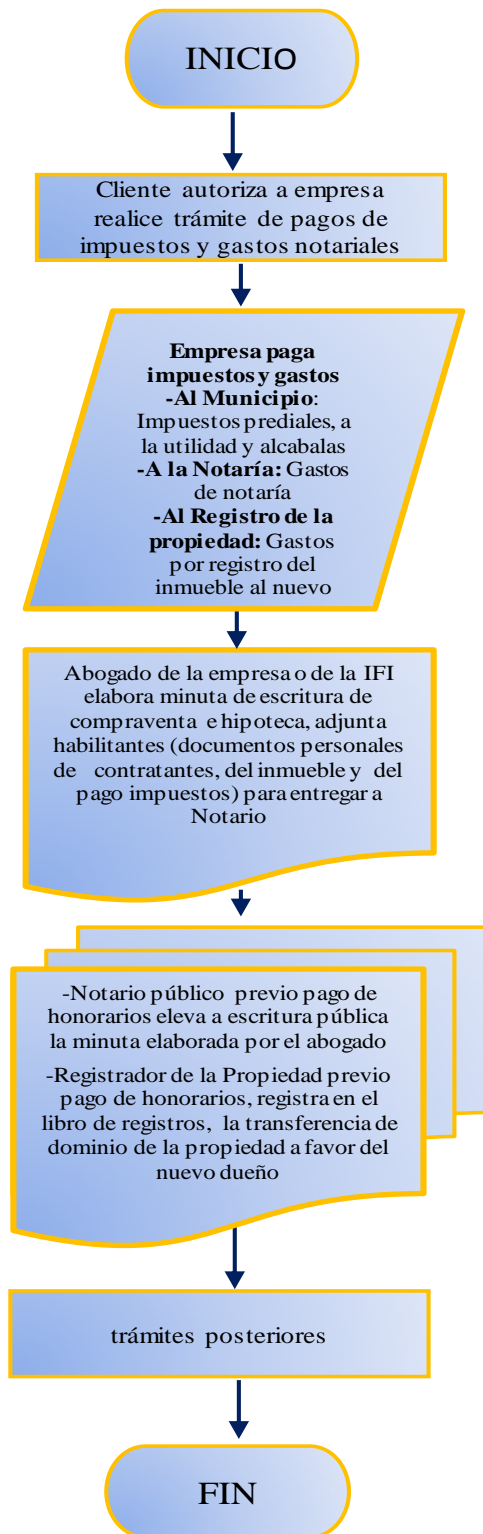 INICIO
Cliente autoriza a empresa
realice trámite de pagos de
impuestos y gastos notariales
Empresa paga
impuestos y gastos
-Al Municipio:
Impuestos prediales, a
la utilidad y alcabalas
-A la Notaría: Gastos
de notaría
-Al Registro de la
propiedad: Gastos
por registro del
inmueble al nuevo
Abogado de la empresa o de la IFI
elabora minuta de escritura de
compraventa e hipoteca, adjunta
habilitantes (documentos personales
de contratantes, del inmueble y del
pago impuestos) para entregar a
Notario
-Notario público previo pago de
honorarios eleva a escritura pública
la minuta elaborada por el abogado
-Registrador de la Propiedad previo
pago de honorarios, registra en el
libro de registros, la transferencia de
dominio de la propiedad a favor del
nuevo dueño
trámites posteriores
FIN